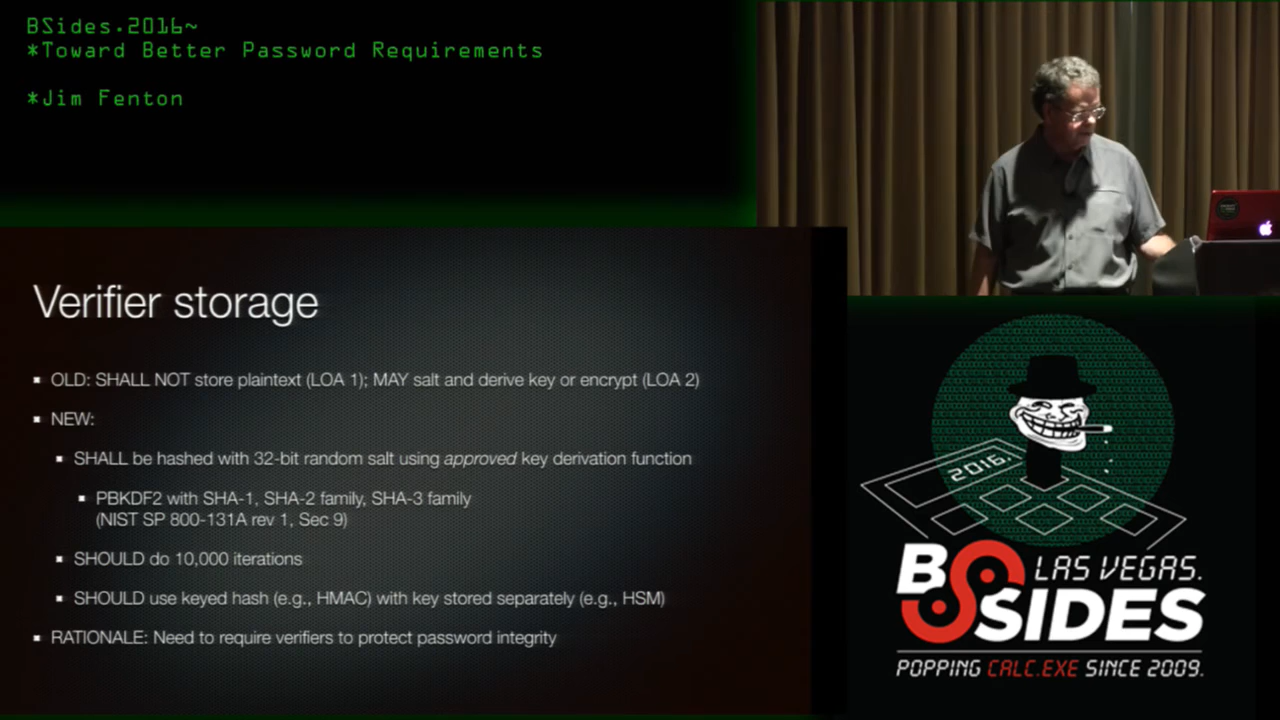 BSides.2016~
*Toward Better Password Requirements
*Jim Fenton
Verifier storage
▪ OLD: SHALL NOT store plaintext (LOA 1); MAY salt and derive key or encrypt (LOA 2)
▪ NEW:
▪ SHALL be hashed with 32-bit random salt using approved key derivation function
▪ PBKDF2 with SHA-1, SHA-2 family, SHA-3 family
(NIST SP 800-131A rev 1, Sec 9)
▪ SHOULD do 10,000 iterations
▪ SHOULD use keyed hash (e.g., HMAC) with key stored separately (e.g., HSM)
▪ RATIONALE: Need to require verifiers to protect password integrity
2016.
BSIDES
LAS VEGAS.
POPPING CALC.EXE SINCE 2009.